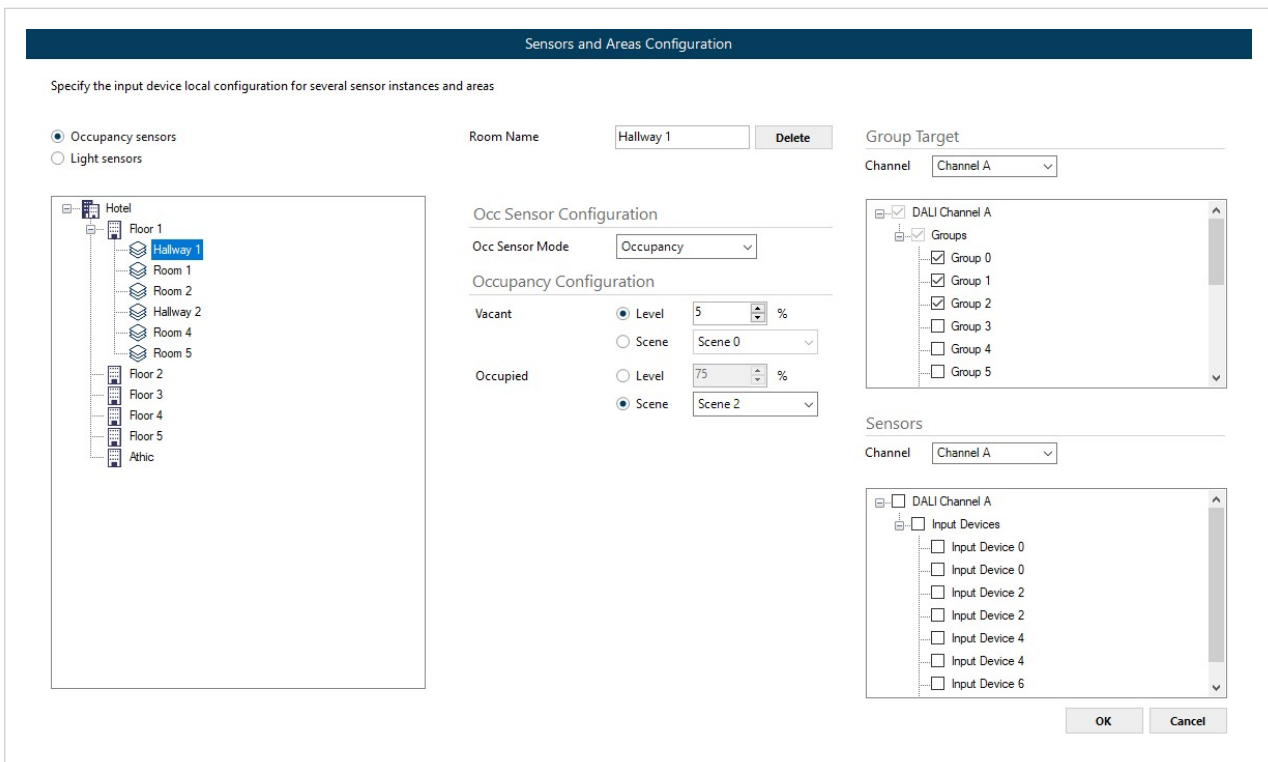 Sensors and Areas Configuration
Specify the input device local configuration for several sensor instances and areas
Occupancy sensors
Light sensors
Hotel
Floor 1
Hallway 1
Room 1
Room 2
Hallway 2
Room 4
Room 5
Floor 2
Floor 3
Floor 4
Floor 5
Athic
Room Name Hallway 1 Delete
Occ Sensor Configuration
Occ Sensor Mode Occupancy
Occupancy Configuration
Vacant Level 5 %
Scene Scene 0
Occupied Level 75 %
Scene Scene 2
Group Target
Channel Channel A
DALI Channel A
Groups
Group 0
Group 1
Group 2
Group 3
Group 4
Group 5
Sensors
Channel Channel A
DALI Channel A
Input Devices
Input Device 0
Input Device 0
Input Device 2
Input Device 2
Input Device 4
Input Device 4
Input Device 6
OK Cancel